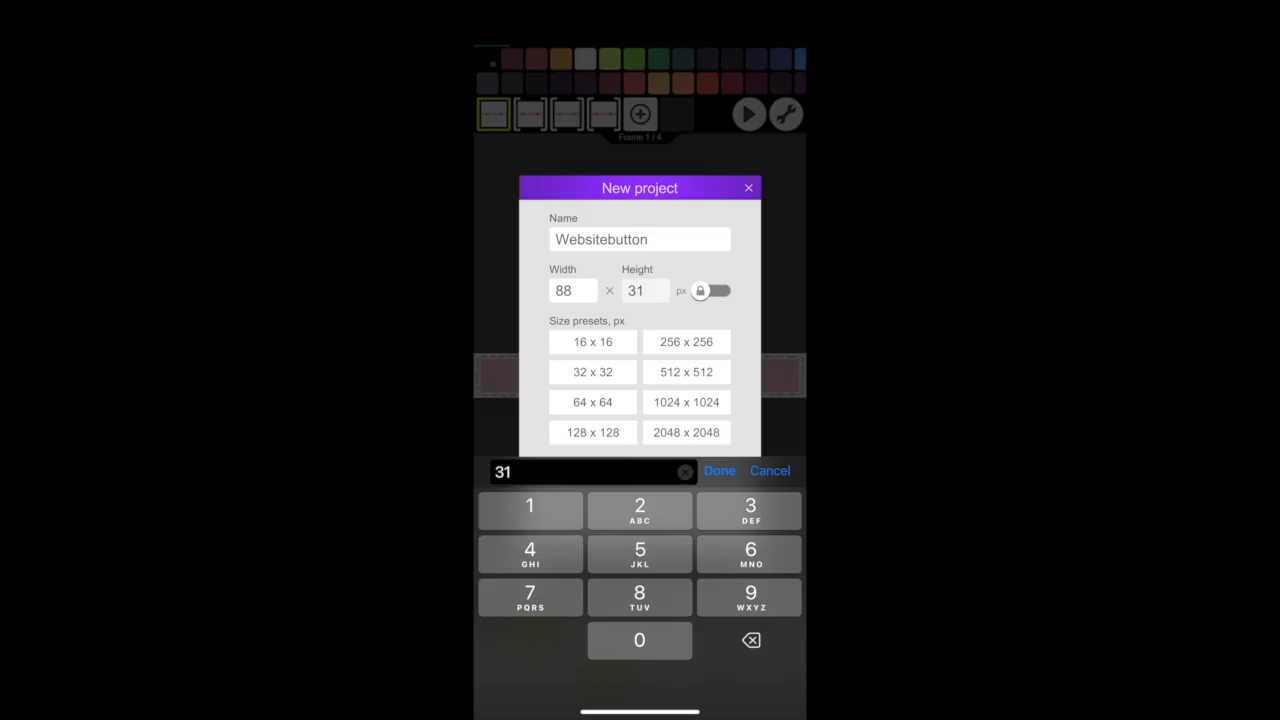 Frame 1 / 4
New project ×
Name
Websitebutton
Width Height
88 × 31 px
Size presets, px
16 x 16 256 x 256
32 x 32 512 x 512
64 x 64 1024 x 1024
128 x 128 2048 x 2048
31 Done Cancel
1 2 3
ABC DEF
4 5 6
GHI JKL MNO
7 8 9
PQRS TUV WXYZ
0